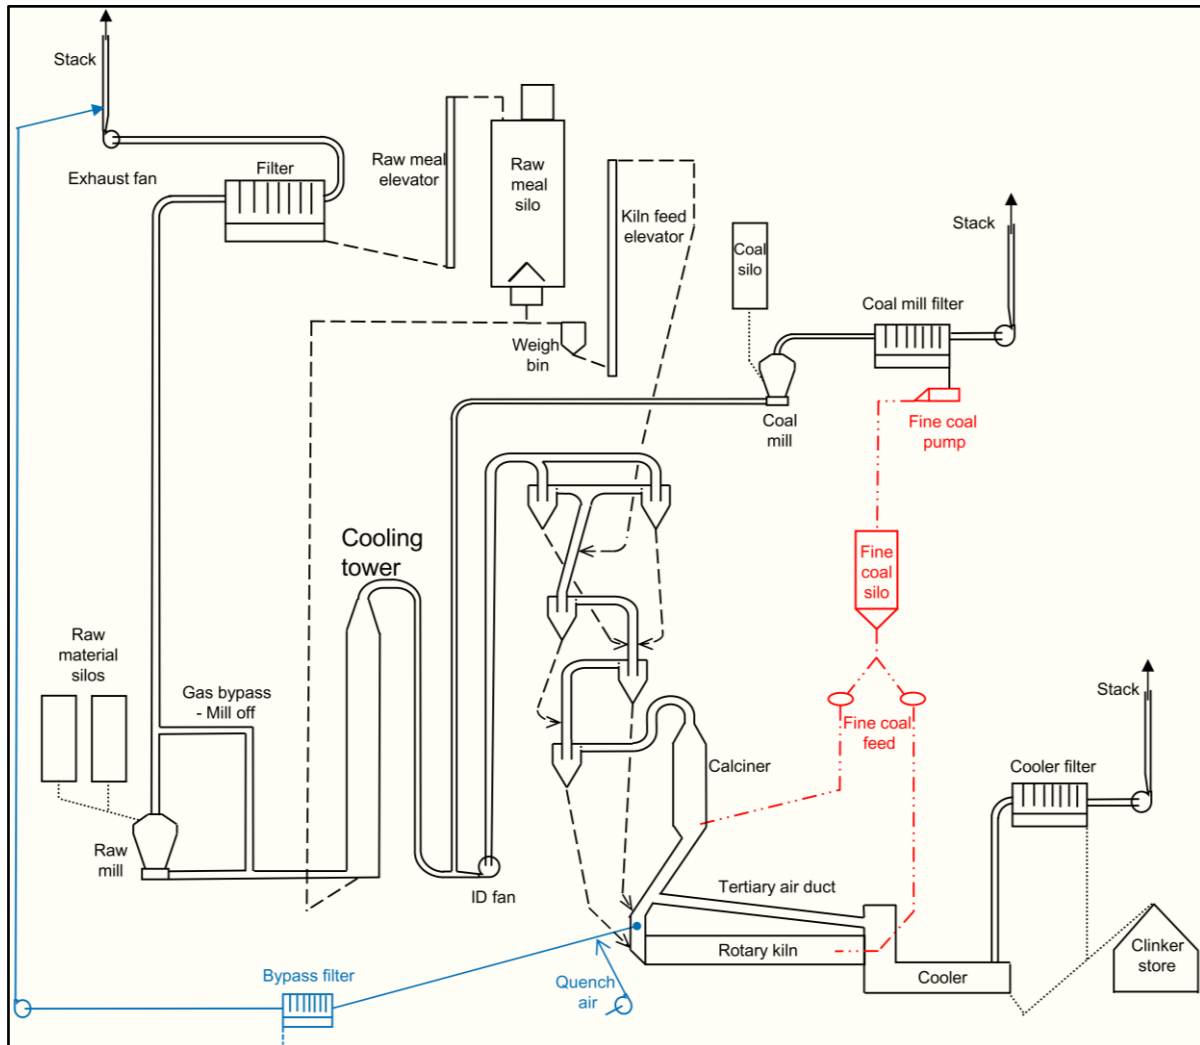 Stack
Exhaust fan
Filter
Raw meal
elevator
Raw
meal
silo
Kiln feed
elevator
Weigh
bin
Coal
silo
Coal
mill
Coal mill filter
Stack
Fine coal
pump
Fine
coal
silo
Fine coal
feed
Cooling
tower
Raw
material
silos
Gas bypass
- Mill off
Raw
mill
ID fan
Calciner
Tertiary air duct
Rotary kiln
Cooler
Cooler filter
Stack
Clinker
store
Bypass filter
Quench
air